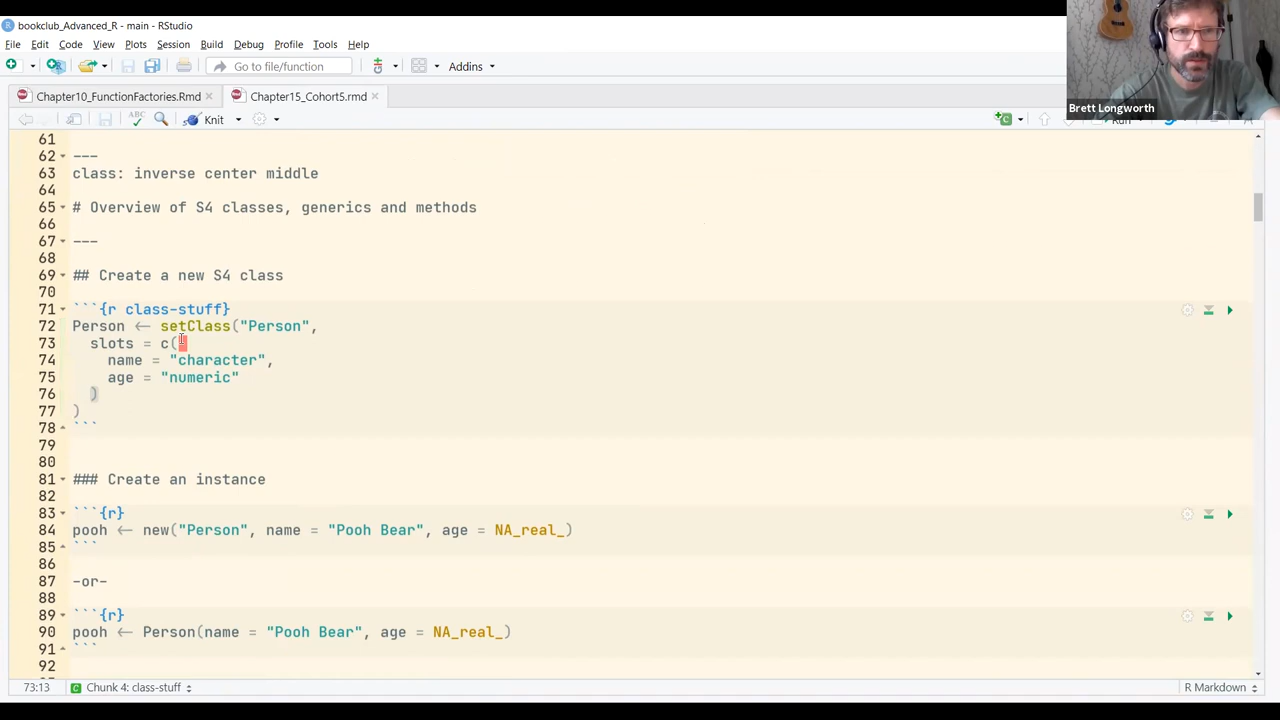 bookclub_Advanced_R - main - RStudio
File Edit Code View Plots Session Build Debug Profile Tools Help
Go to file/function Addins
Chapter10_FunctionFactories.Rmd Chapter15_Cohort5.rmd
Brett Longworth
ABC Knit Run
61
62 ---
63 class: inverse center middle
64
65 # Overview of S4 classes, generics and methods
66
67 ---
68
69 ## Create a new S4 class
70
71 ```{r class-stuff}
72 Person <- setClass("Person",
73 slots = c(
74 name = "character",
75 age = "numeric"
76 )
77 )
78 ```
79
80
81 ### Create an instance
82
83 ```{r}
84 pooh <- new("Person", name = "Pooh Bear", age = NA_real_)
85 ```
86
87 -or-
88
89 ```{r}
90 pooh <- Person(name = "Pooh Bear", age = NA_real_)
91 ```
92
73:13 Chunk 4: class-stuff R Markdown